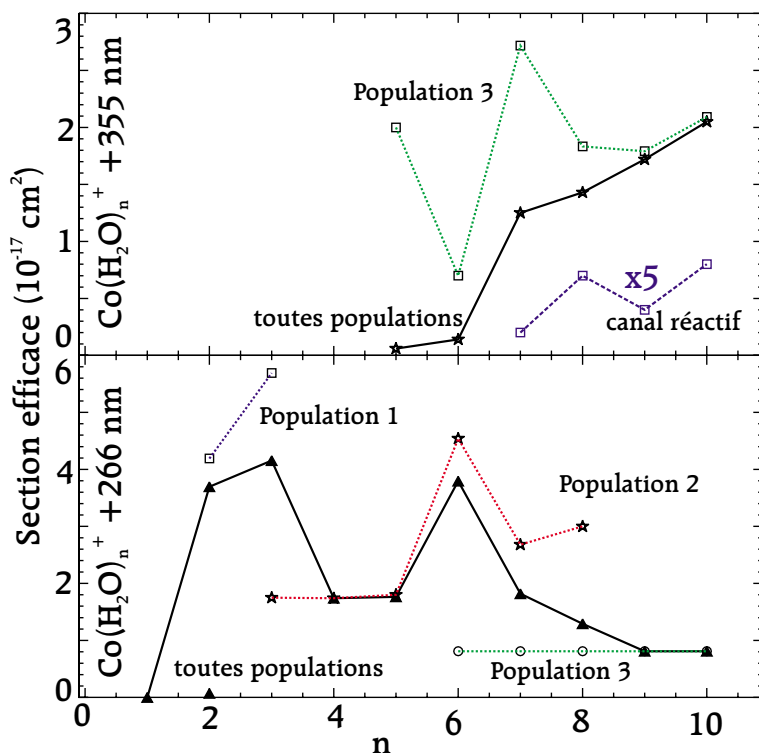 Section efficace (10⁻¹⁷ cm²)
Co(H₂O)ₙ⁺ +355 nm
3
2
1
0
Population 3
toutes populations
x5
canal réactif
Co(H₂O)ₙ⁺ +266 nm
6
4
2
0
Population 1
Population 2
toutes populations
Population 3
0 2 4 6 8 10
n